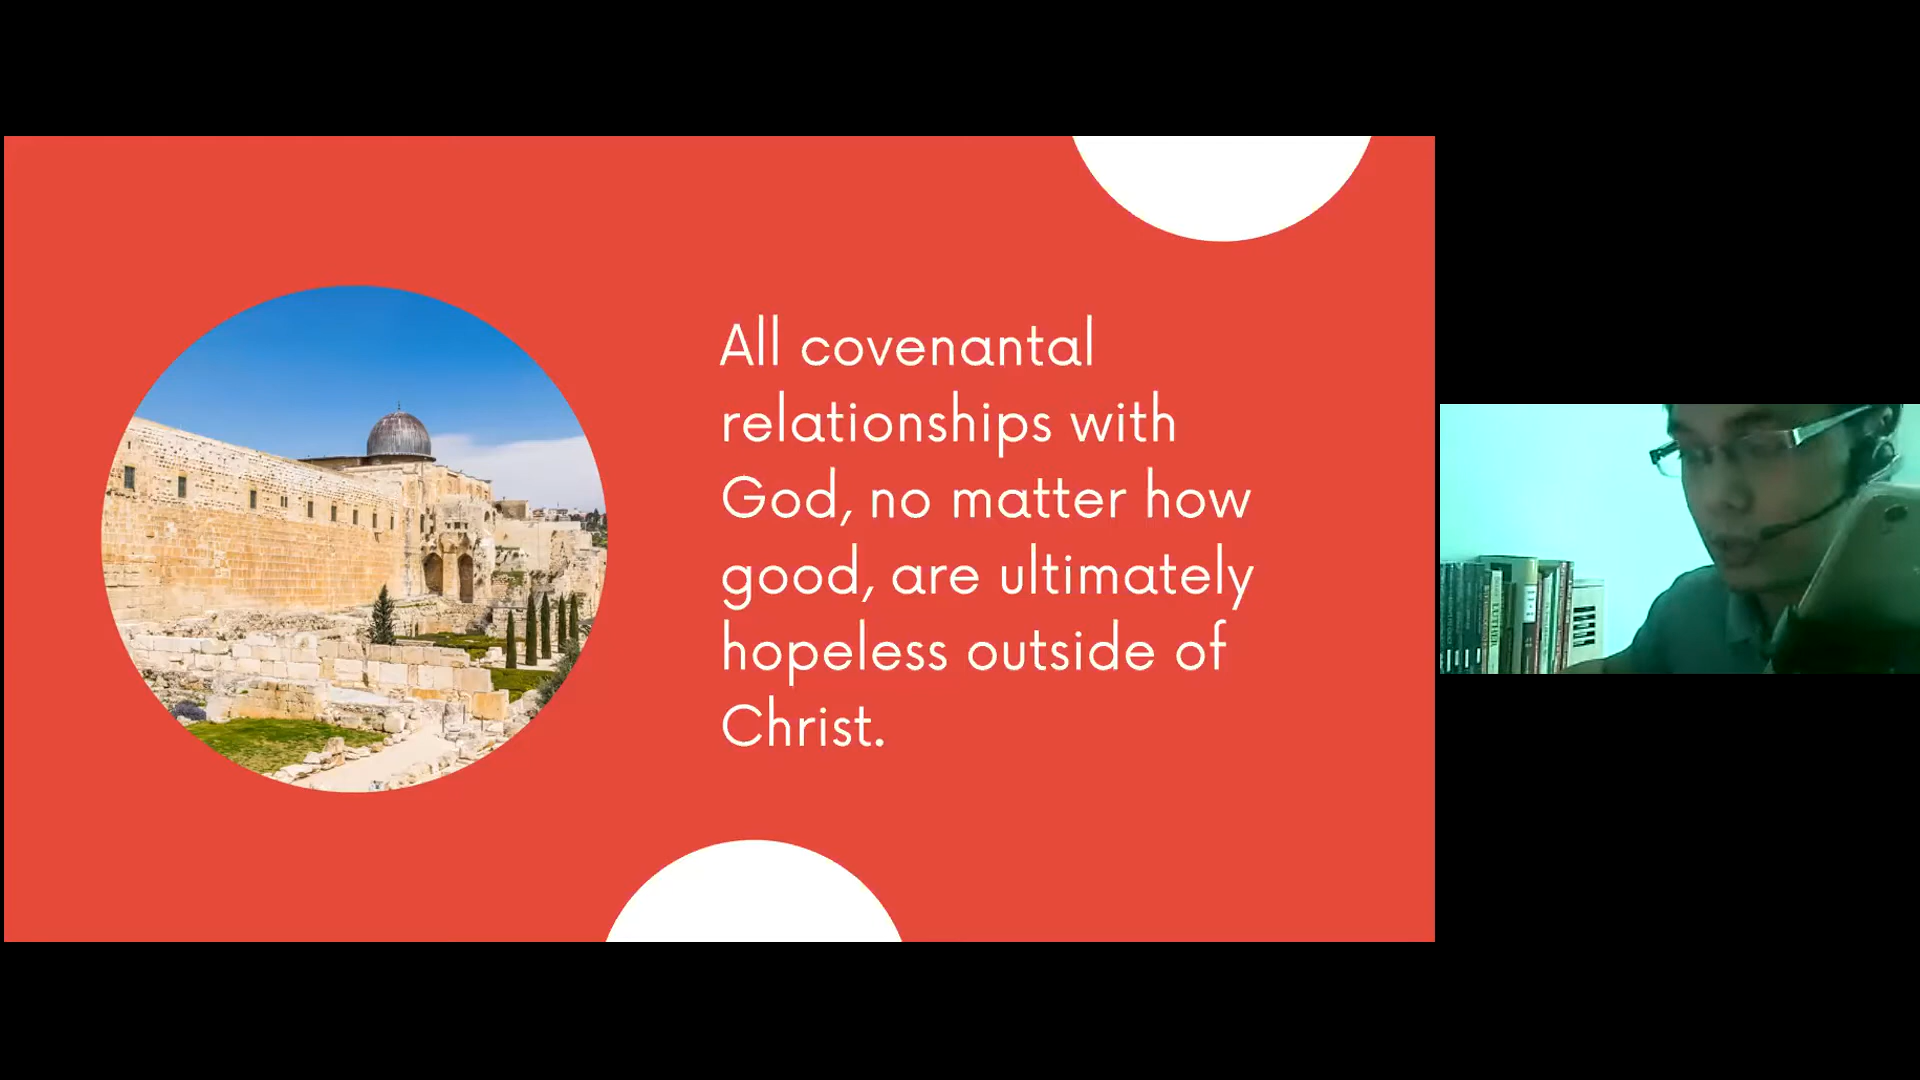 All covenantal
relationships with
God, no matter how
good, are ultimately
hopeless outside of
Christ.